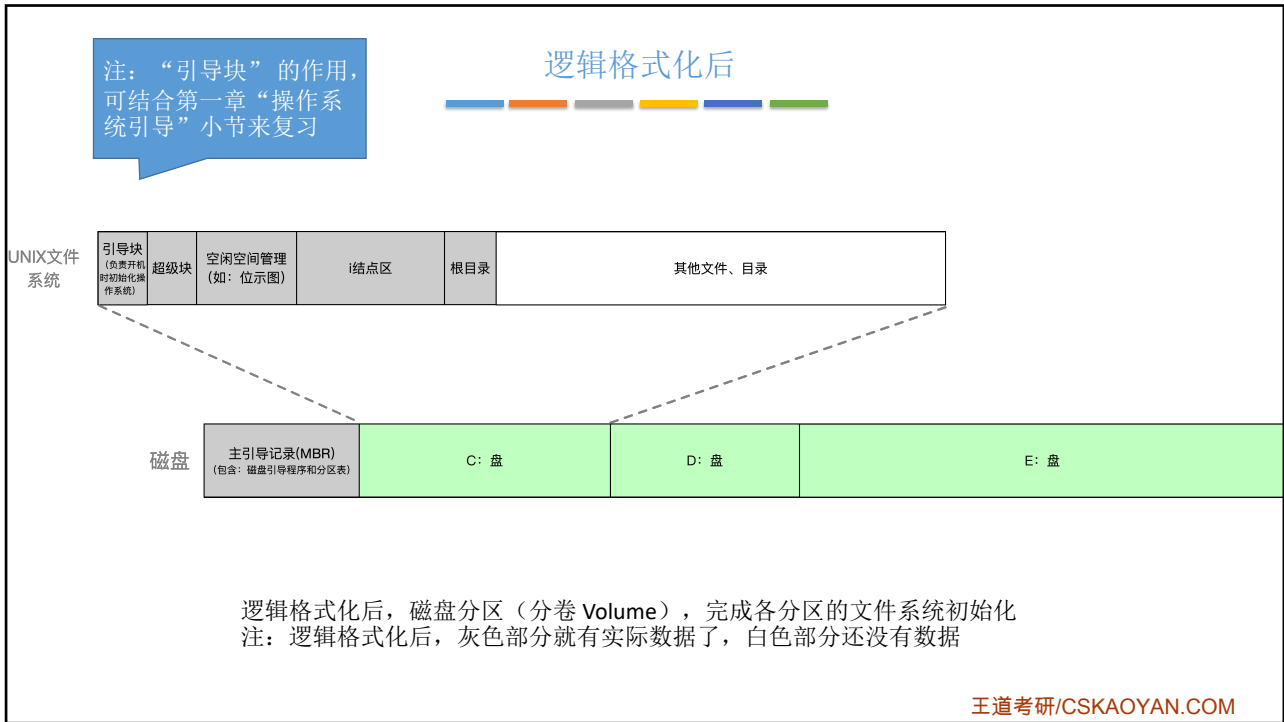 注：“引导块” 的作用，
可结合第一章“操作系
统引导”小节来复习
逻辑格式化后
UNIX文件
系统
引导块
(负责开机
时初始化操
作系统)
超级块
空闲空间管理
(如：位示图)
i结点区
根目录
其他文件、目录
磁盘
主引导记录(MBR)
(包含：磁盘引导程序和分区表)
C：盘
D：盘
E：盘
逻辑格式化后，磁盘分区（分卷 Volume），完成各分区的文件系统初始化
注：逻辑格式化后，灰色部分就有实际数据了，白色部分还没有数据
王道考研/CSKAOYAN.COM